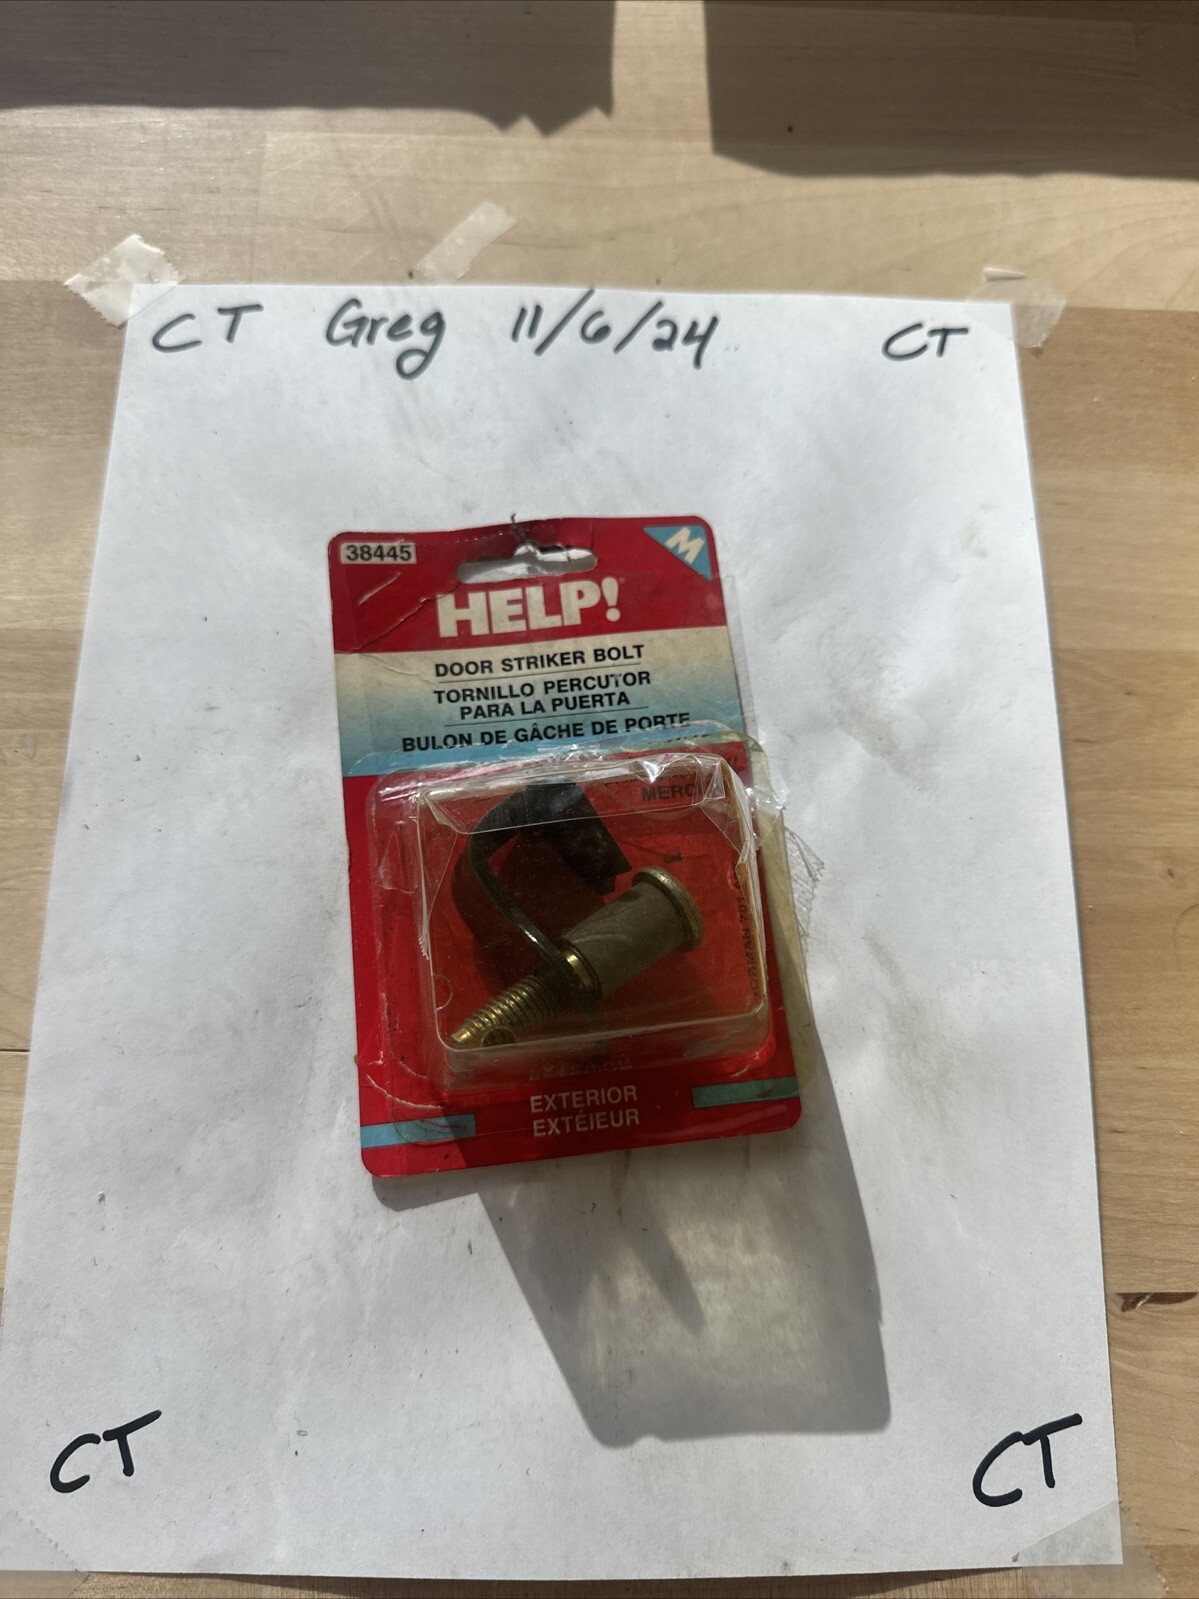 CT Greg 11/6/24 CT
38445
M
HELP!
DOOR STRIKER BOLT
TORNILLO PERCUTOR
PARA LA PUERTA
BULON DE GÂCHE DE PORTE
EXTERIOR
EXTÉIEUR
CT CT